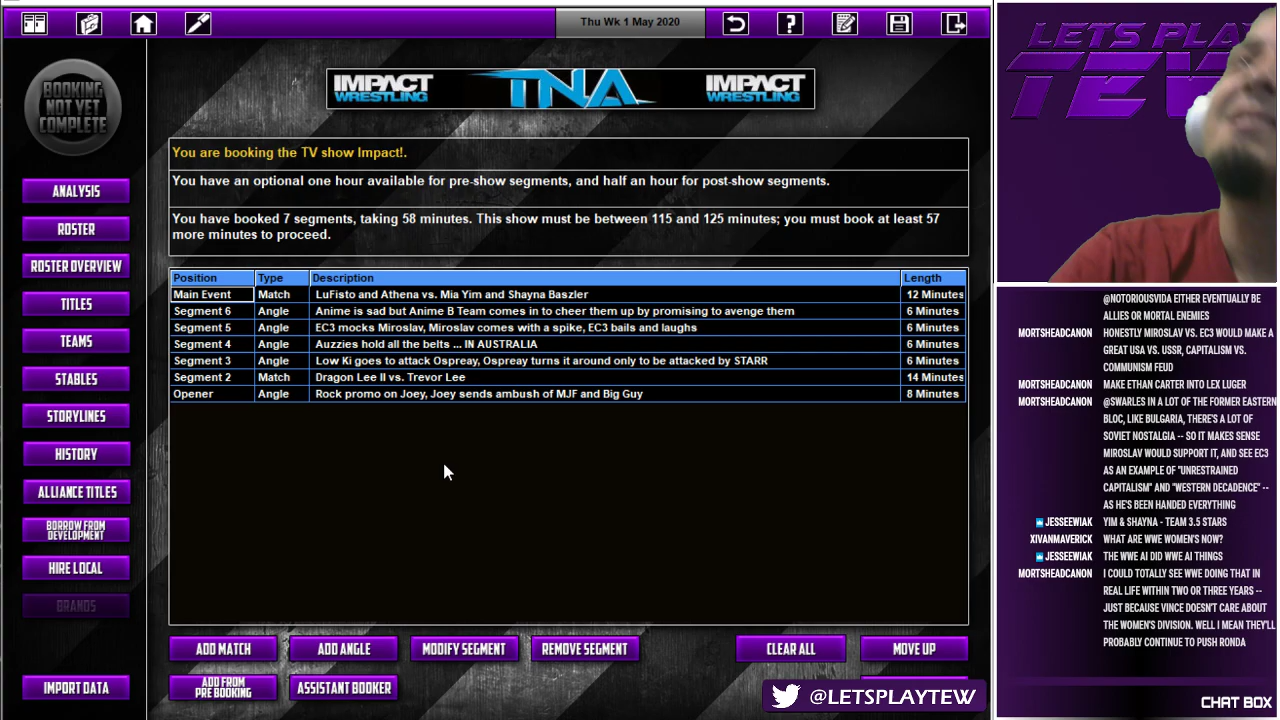 Thu Wk 1 May 2020
LETS PLAY
TEW
BOOKING
NOT YET
COMPLETE
IMPACT
WRESTLING
TNA
IMPACT
WRESTLING
You are booking the TV show Impact!.
You have an optional one hour available for pre-show segments, and half an hour for post-show segments.
You have booked 7 segments, taking 58 minutes. This show must be between 115 and 125 minutes; you must book at least 57
more minutes to proceed.
ANALYSIS
ROSTER
ROSTER OVERVIEW
TITLES
TEAMS
STABLES
STORYLINES
HISTORY
ALLIANCE TITLES
BORROW FROM
DEVELOPMENT
HIRE LOCAL
BRANDS
IMPORT DATA
Position Type Description Length
Main Event Match LuFisto and Athena vs. Mia Yim and Shayna Baszler 12 Minutes
Segment 6 Angle Anime is sad but Anime B Team comes in to cheer them up by promising to avenge them 6 Minutes
Segment 5 Angle EC3 mocks Miroslav, Miroslav comes with a spike, EC3 bails and laughs 6 Minutes
Segment 4 Angle Auzzies hold all the belts ... IN AUSTRALIA 6 Minutes
Segment 3 Angle Low Ki goes to attack Ospreay, Ospreay turns it around only to be attacked by STARR 6 Minutes
Segment 2 Match Dragon Lee II vs. Trevor Lee 14 Minutes
Opener Angle Rock promo on Joey, Joey sends ambush of MJF and Big Guy 8 Minutes
ADD MATCH
ADD ANGLE
MODIFY SEGMENT
REMOVE SEGMENT
CLEAR ALL
MOVE UP
ADD FROM
PRE BOOKING
ASSISTANT BOOKER
@LETSPLAYTEW
@NOTORIOUSVIDA EITHER EVENTUALLY BE
ALLIES OR MORTAL ENEMIES
MORTSHEADCANON HONESTLY MIROSLAV VS. EC3 WOULD MAKE A
GREAT USA VS. USSR, CAPITALISM VS.
COMMUNISM FEUD
MORTSHEADCANON MAKE ETHAN CARTER INTO LEX LUGER
MORTSHEADCANON @SWARLES IN A LOT OF THE FORMER EASTERN
BLOC, LIKE BULGARIA, THERE'S A LOT OF
SOVIET NOSTALGIA -- SO IT MAKES SENSE
MIROSLAV WOULD SUPPORT IT, AND SEE EC3
AS AN EXAMPLE OF "UNRESTRAINED
CAPITALISM" AND "WESTERN DECADENCE" --
AS HE'S BEEN HANDED EVERYTHING
JESSEEWIAK YIM & SHAYNA - TEAM 3.5 STARS
XIVANMAVERICK WHAT ARE WWE WOMEN'S NOW?
JESSEEWIAK THE WWE AI DID WWE AI THINGS
MORTSHEADCANON I COULD TOTALLY SEE WWE DOING THAT IN
REAL LIFE WITHIN TWO OR THREE YEARS --
JUST BECAUSE VINCE DOESN'T CARE ABOUT
THE WOMEN'S DIVISION. WELL I MEAN THEY'LL
PROBABLY CONTINUE TO PUSH RONDA
CHAT BOX